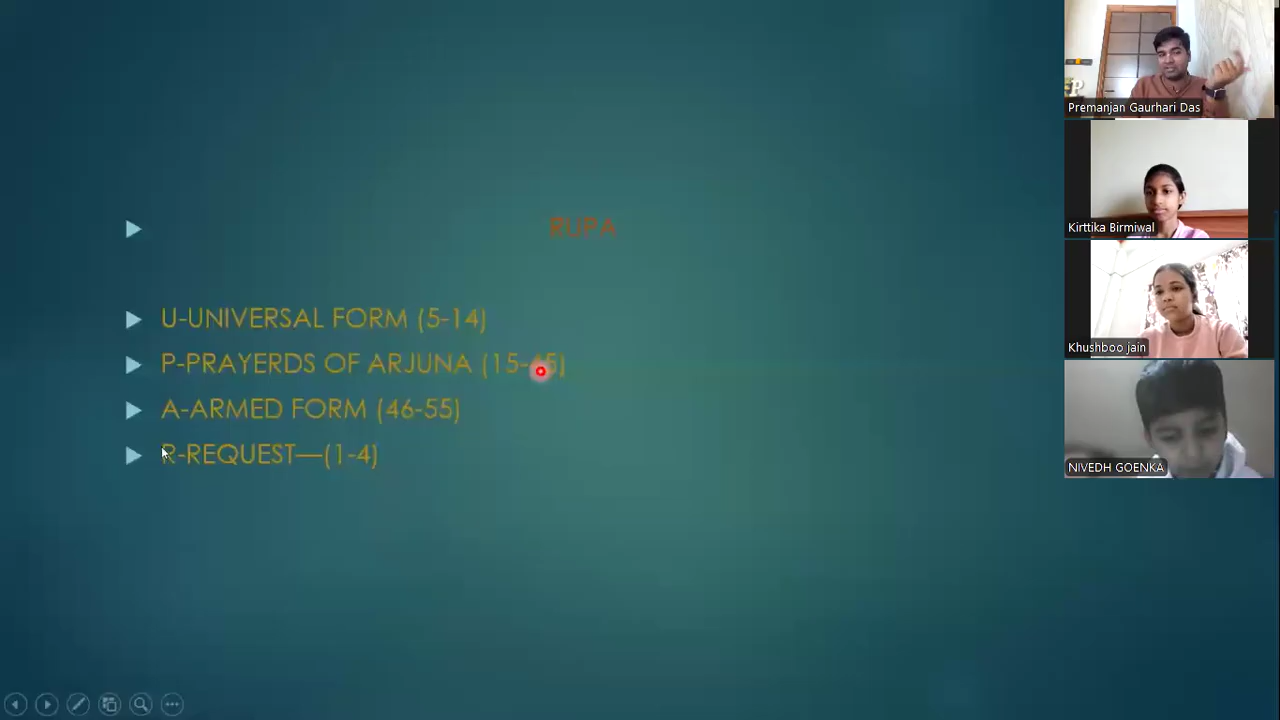 RUPA
U-UNIVERSAL FORM (5-14)
P-PRAYERDS OF ARJUNA (15-45)
A-ARMED FORM (46-55)
R-REQUEST—(1-4)
Premanjan Gaurhari Das
Kirttika Birmiwal
Khushboo jain
NIVEDH GOENKA